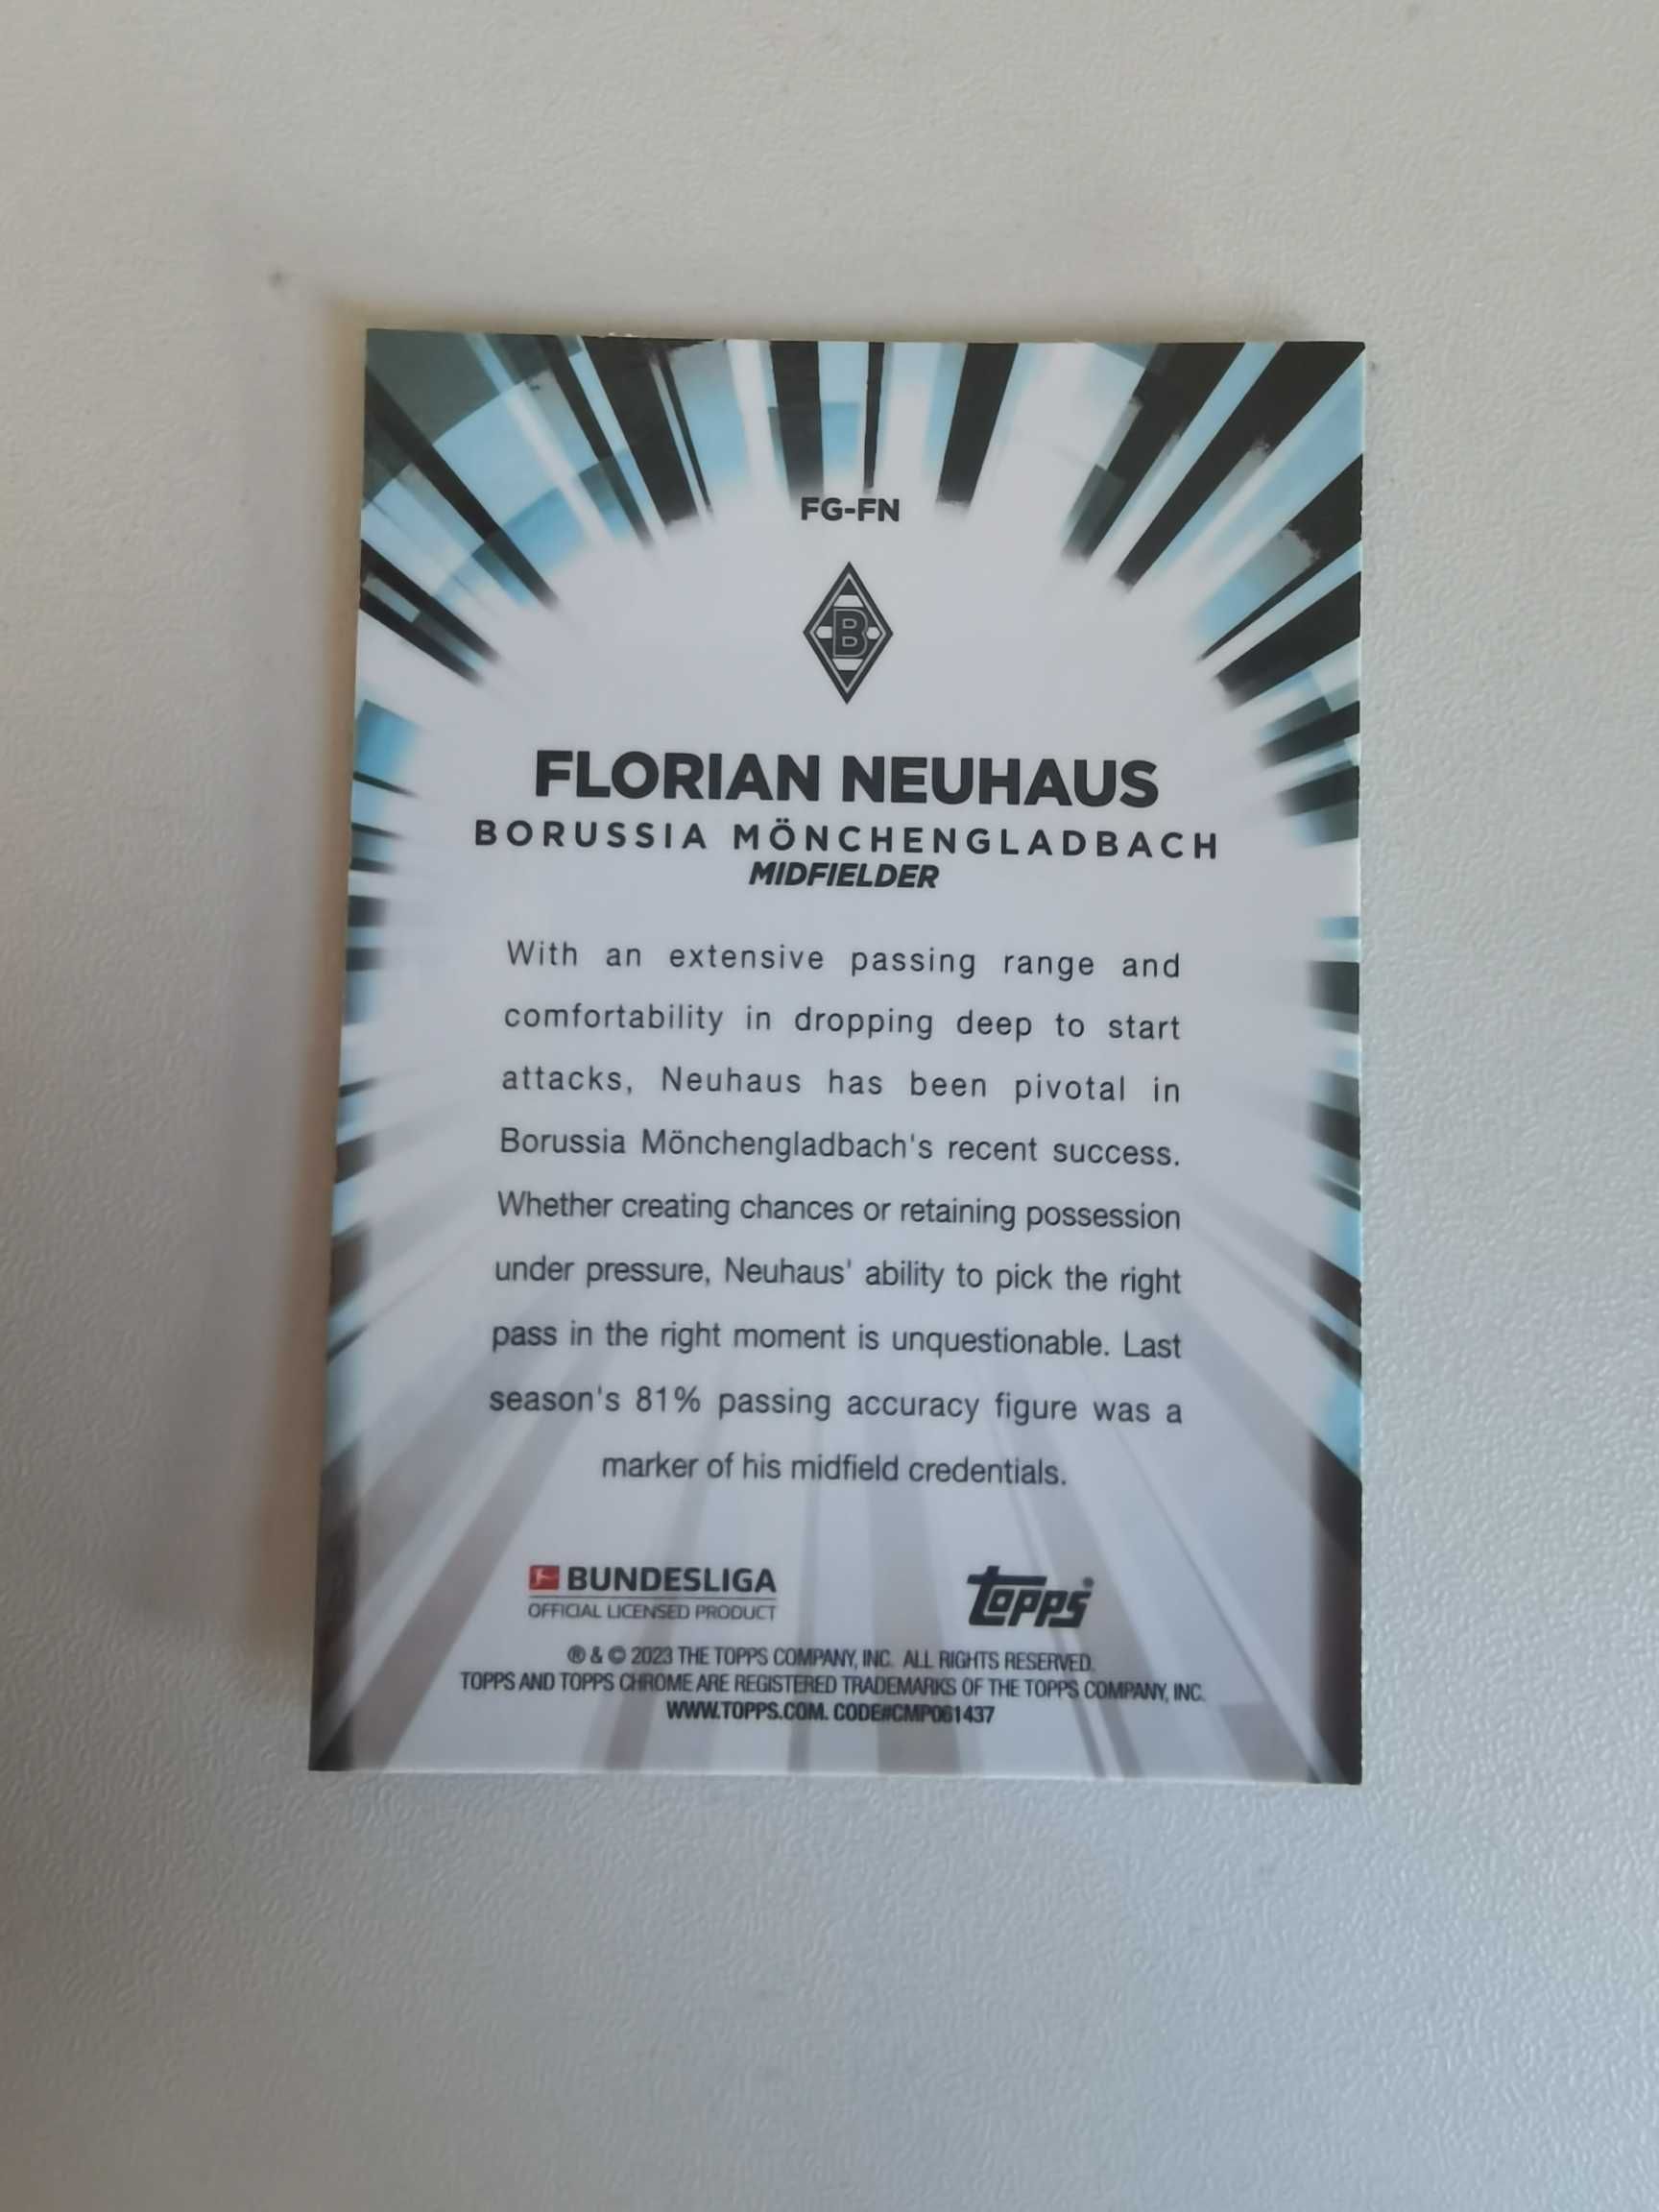 FG-FN
B
FLORIAN NEUHAUS
BORUSSIA MÖNCHENGLADBACH
MIDFIELDER
With an extensive passing range and
comfortability in dropping deep to start
attacks, Neuhaus has been pivotal in
Borussia Mönchengladbach's recent success.
Whether creating chances or retaining possession
under pressure, Neuhaus' ability to pick the right
pass in the right moment is unquestionable. Last
season's 81% passing accuracy figure was a
marker of his midfield credentials.
BUNDESLIGA
OFFICIAL LICENSED PRODUCT
topps®
® & © 2023 THE TOPPS COMPANY, INC. ALL RIGHTS RESERVED.
TOPPS AND TOPPS CHROME ARE REGISTERED TRADEMARKS OF THE TOPPS COMPANY, INC.
WWW.TOPPS.COM. CODE#CMP061437